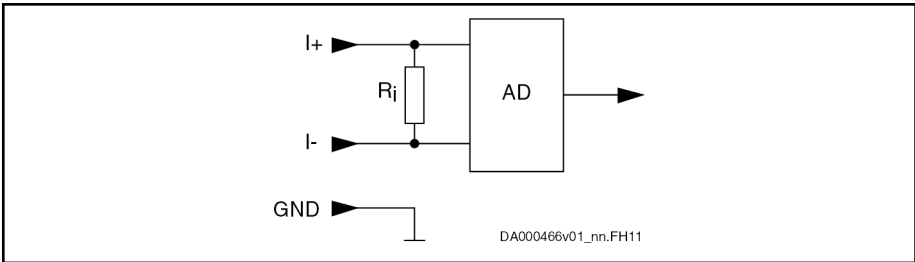 I+
Ri
AD
I-
GND
DA000466v01_nn.FH11